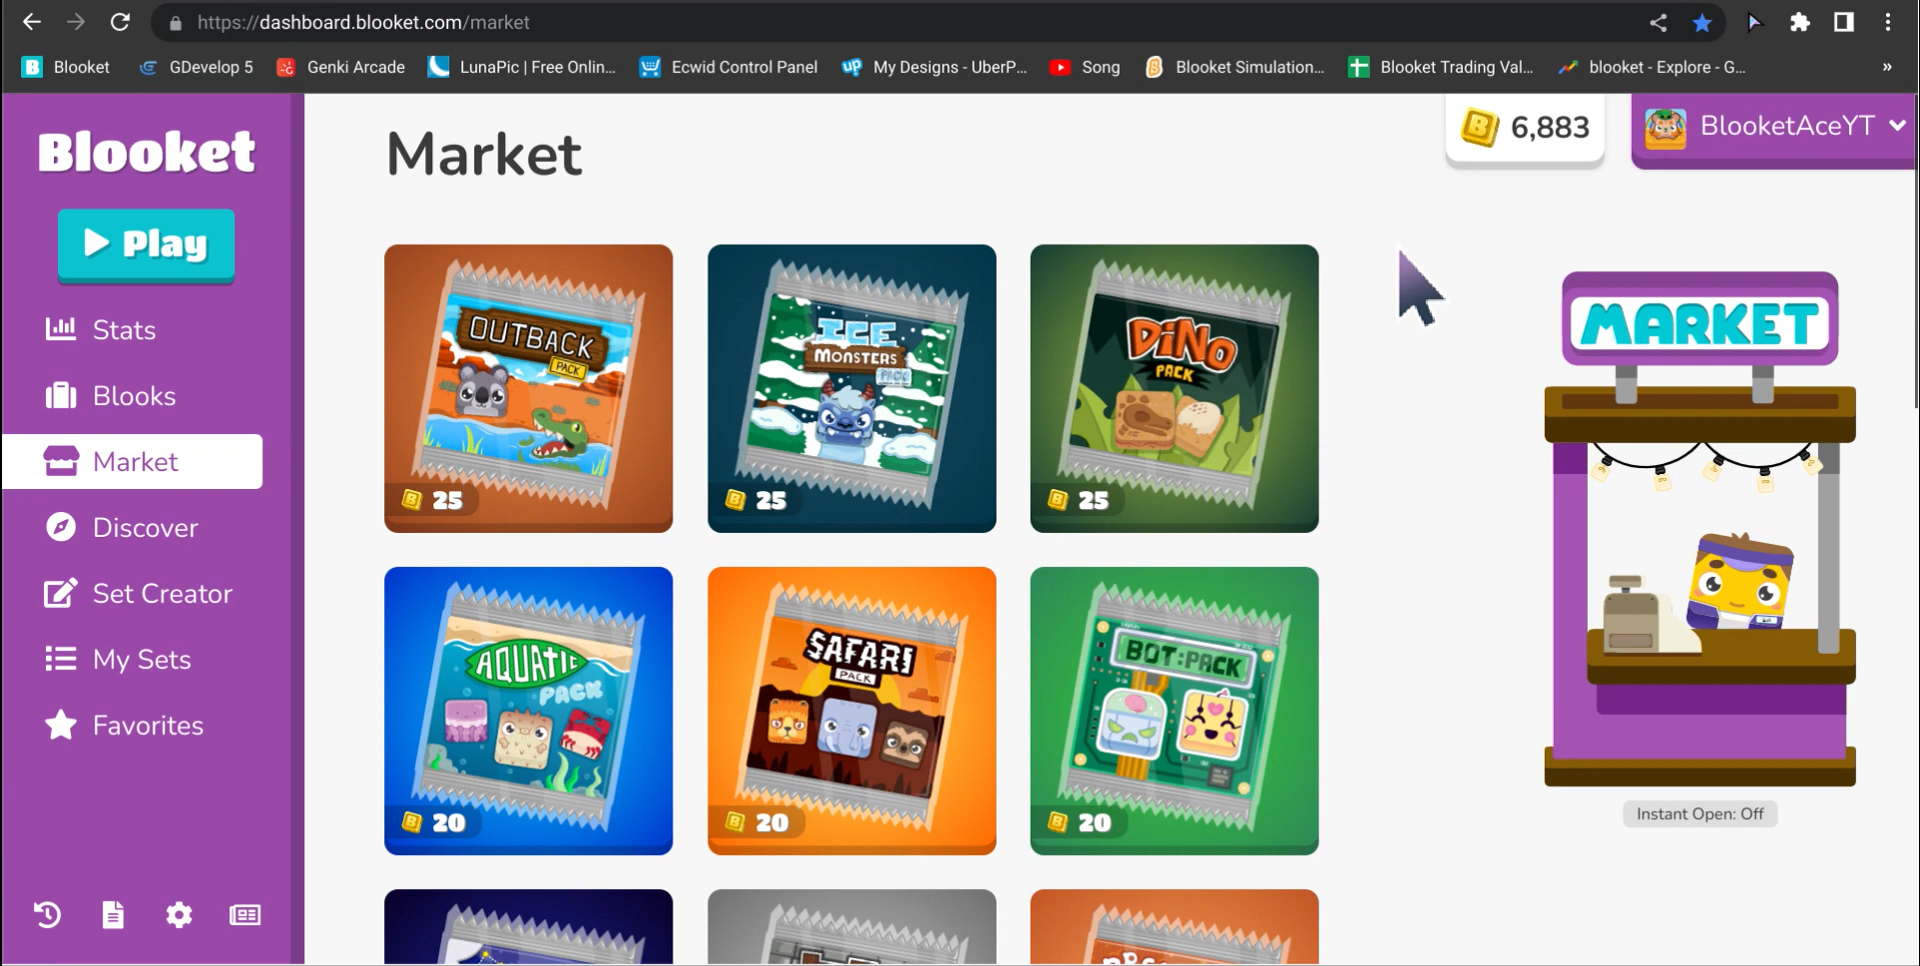 https://dashboard.blooket.com/market
Blooket
GDevelop 5
Genki Arcade
LunaPic | Free Onlin...
Ecwid Control Panel
My Designs - UberP...
Song
Blooket Simulation...
Blooket Trading Val...
blooket - Explore - G...
»
Blooket
Play
Stats
Blooks
Market
Discover
Set Creator
My Sets
Favorites
Market
6,883
BlooketAceYT
OUTBACK
PACK
25
ICE
MONSTERS
PACK
25
DINO
PACK
25
AQUATIC
PACK
20
SAFARI
PACK
20
BOT:PACK
20
MARKET
Instant Open: Off